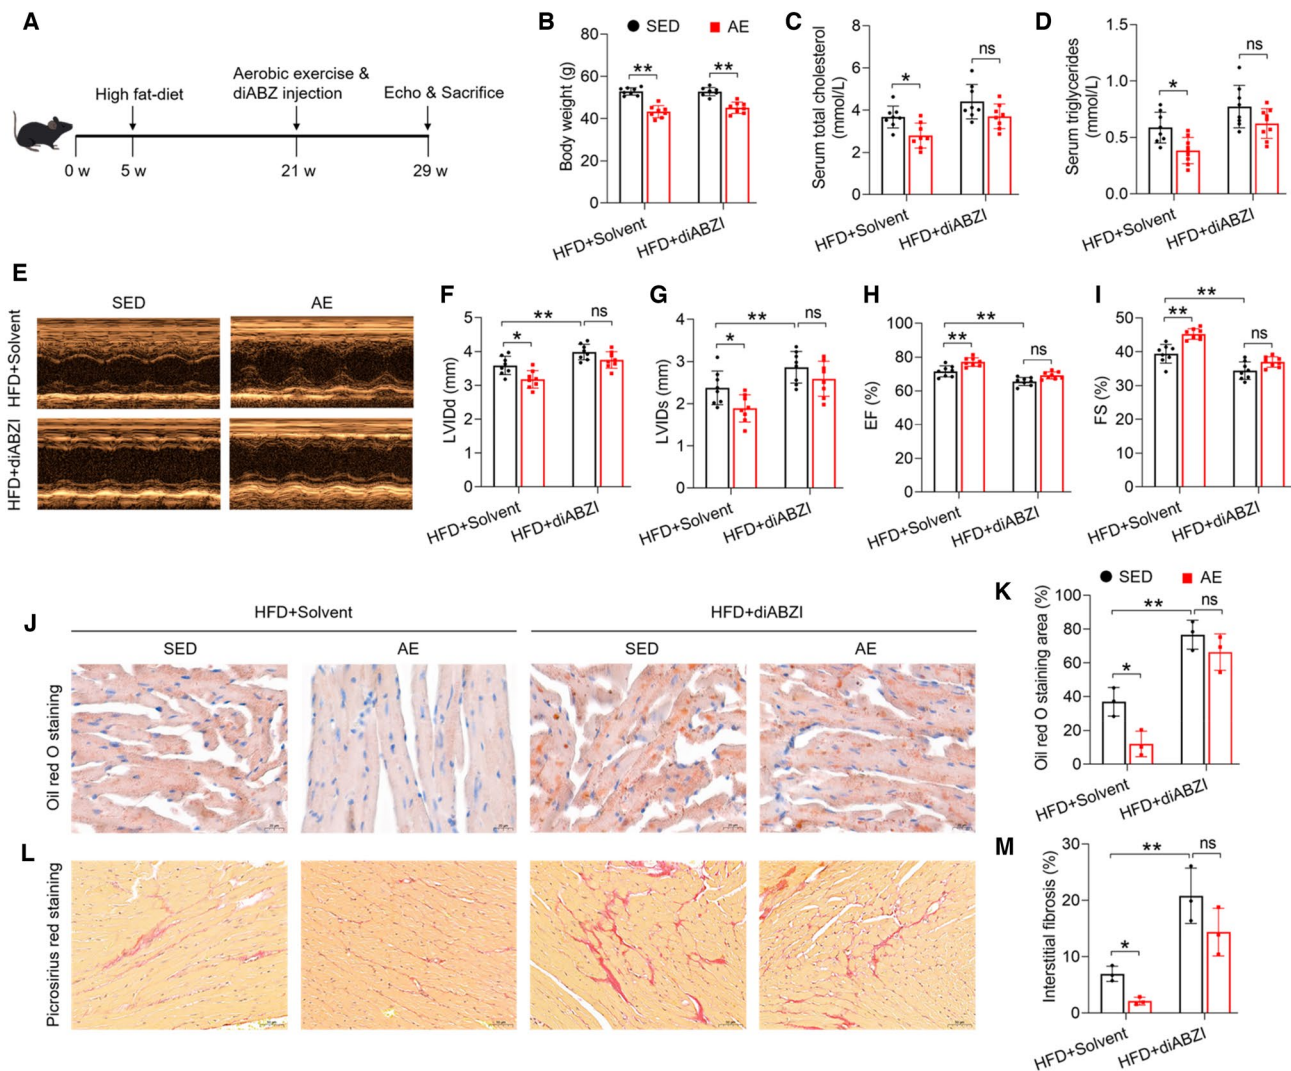 A
High fat-diet
Aerobic exercise &
diABZ injection
Echo & Sacrifice
0 w
5 w
21 w
29 w
B
SED
AE
Body weight (g)
80
60
40
20
0
**
**
HFD+Solvent
HFD+diABZI
C
Serum total cholesterol
(mmol/L)
8
6
4
2
0
*
ns
HFD+Solvent
HFD+diABZI
D
Serum triglycerides
(mmol/L)
1.5
1.0
0.5
0.0
*
ns
HFD+Solvent
HFD+diABZI
E
SED
AE
HFD+Solvent
HFD+diABZI
F
LVIDd (mm)
5
4
3
2
1
0
**
*
ns
HFD+Solvent
HFD+diABZI
G
LVIDs (mm)
4
3
2
1
0
**
*
ns
HFD+Solvent
HFD+diABZI
H
EF (%)
100
80
60
40
20
0
**
**
ns
HFD+Solvent
HFD+diABZI
I
FS (%)
50
40
30
20
10
0
**
**
ns
HFD+Solvent
HFD+diABZI
J
HFD+Solvent
HFD+diABZI
SED
AE
SED
AE
Oil red O staining
K
SED
AE
Oil red O staining area (%)
100
80
60
40
20
0
**
*
ns
HFD+Solvent
HFD+diABZI
L
Picrosirius red staining
M
Interstitial fibrosis (%)
30
20
10
0
**
*
ns
HFD+Solvent
HFD+diABZI